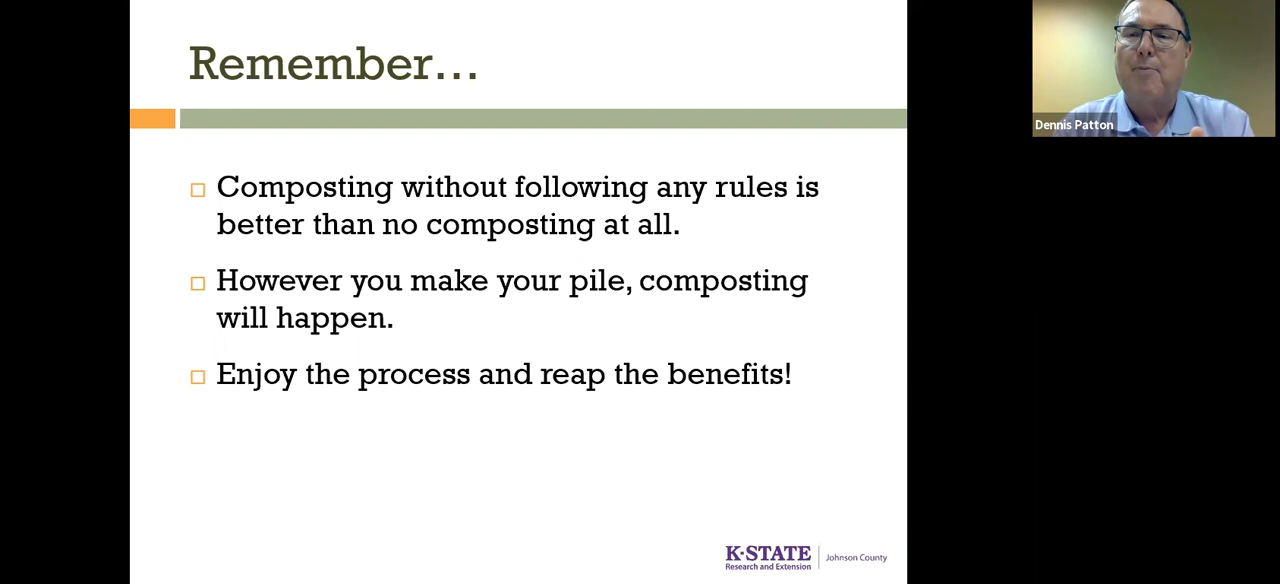 Remember...
Composting without following any rules is
better than no composting at all.
However you make your pile, composting
will happen.
Enjoy the process and reap the benefits!
Dennis Patton
K·STATE
Research and Extension
Johnson County